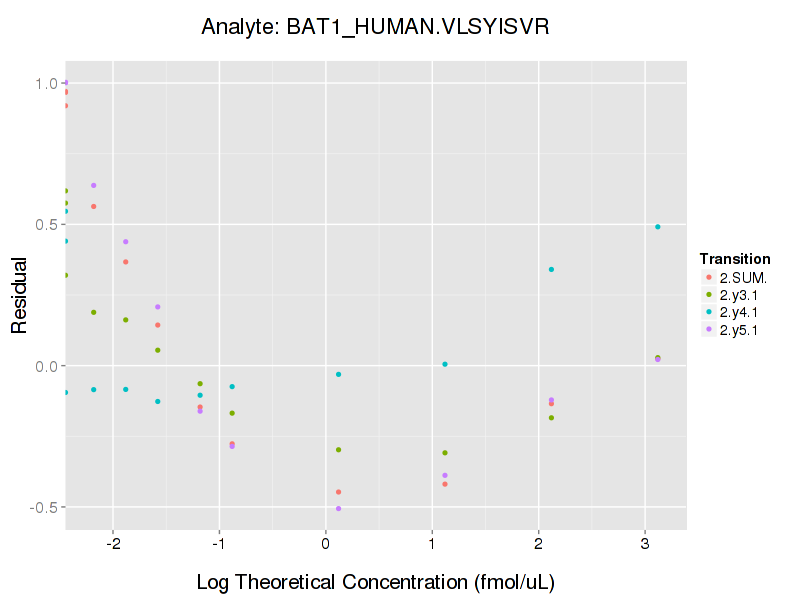 Analyte: BAT1_HUMAN.VLSYISVR
1.0
0.5
0.0
-0.5
Residual
-2 -1 0 1 2 3
Log Theoretical Concentration (fmol/uL)
Transition
2.SUM.
2.y3.1
2.y4.1
2.y5.1